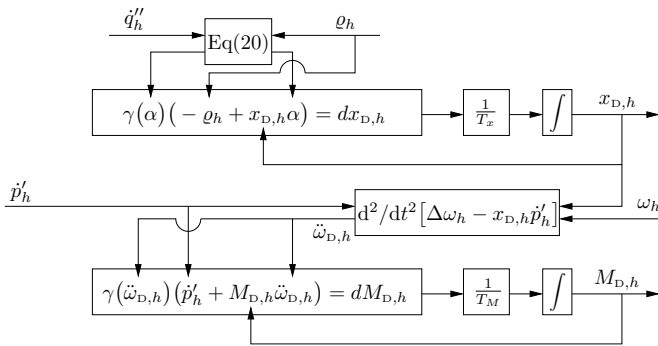 q̇″_h
ϱ_h
Eq(20)
γ(α)(− ϱ_h + x_{D,h}α) = dx_{D,h}
1/T_x
∫
x_{D,h}
ṗ′_h
d²/dt²[Δω_h − x_{D,h}ṗ′_h]
ω_h
ω̈_{D,h}
γ(ω̈_{D,h})(ṗ′_h + M_{D,h}ω̈_{D,h}) = dM_{D,h}
1/T_M
∫
M_{D,h}